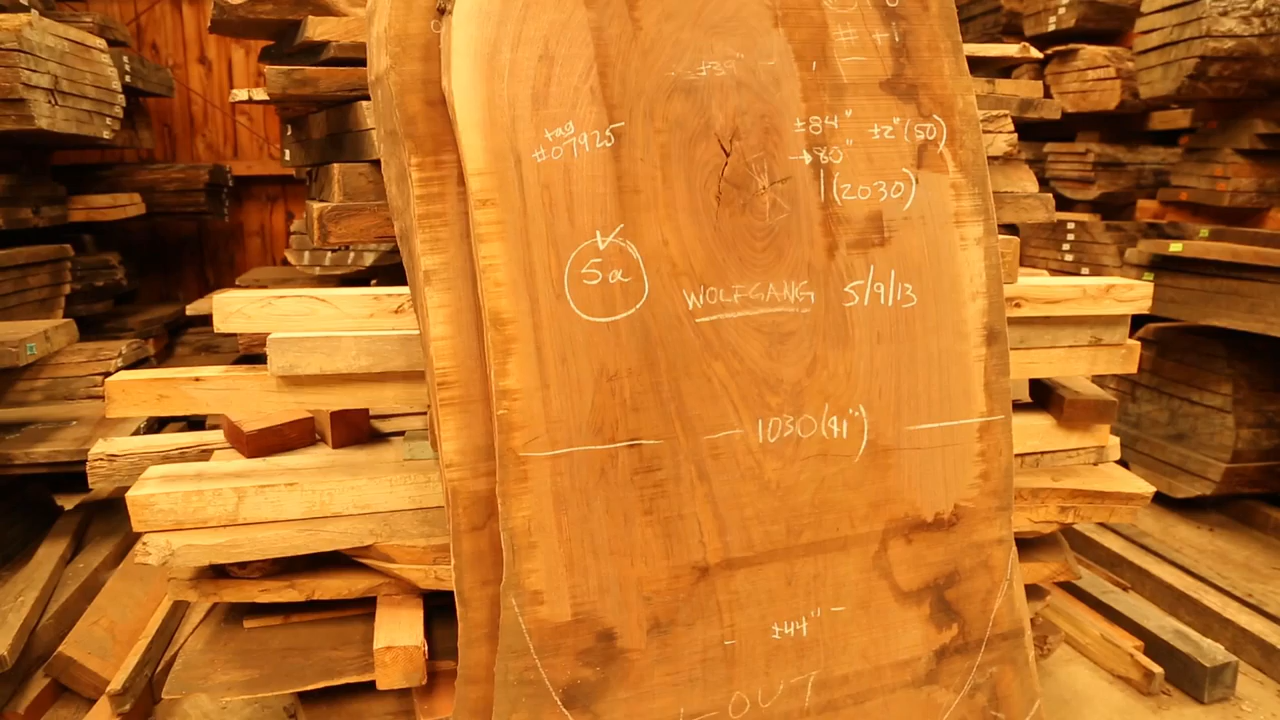 ±39"
tag
#07925
±84" ±2"(50)
→80"
1(2030)
5a
WOLFGANG 5/9/13
1030(41")
±44"
OUT